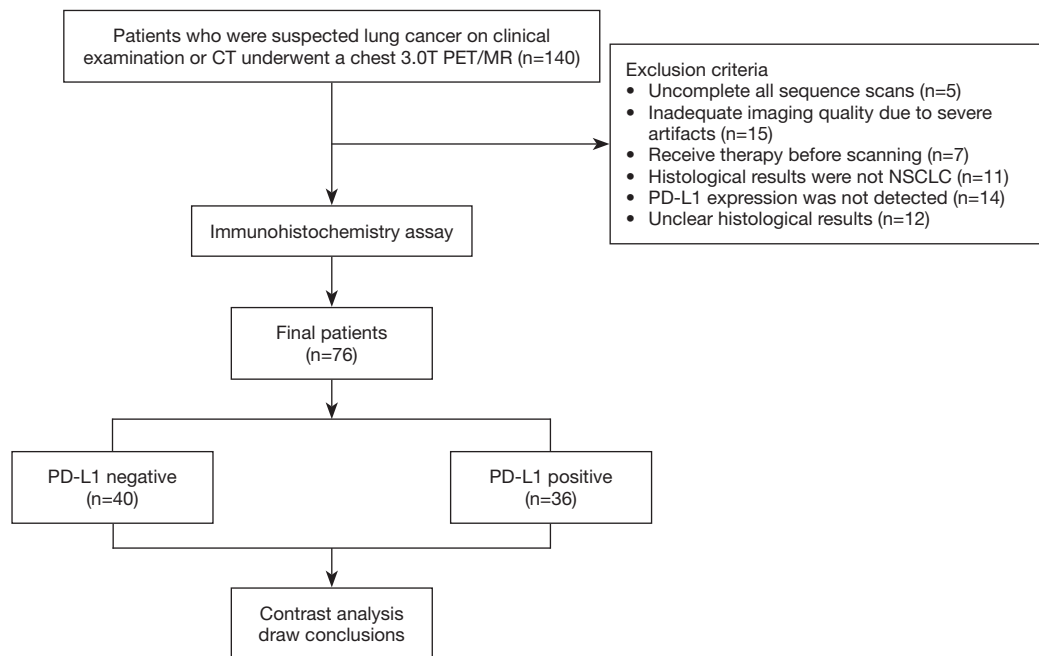 Patients who were suspected lung cancer on clinical
examination or CT underwent a chest 3.0T PET/MR (n=140)
Exclusion criteria
• Uncomplete all sequence scans (n=5)
• Inadequate imaging quality due to severe
artifacts (n=15)
• Receive therapy before scanning (n=7)
• Histological results were not NSCLC (n=11)
• PD-L1 expression was not detected (n=14)
• Unclear histological results (n=12)
Immunohistochemistry assay
Final patients
(n=76)
PD-L1 negative
(n=40)
PD-L1 positive
(n=36)
Contrast analysis
draw conclusions